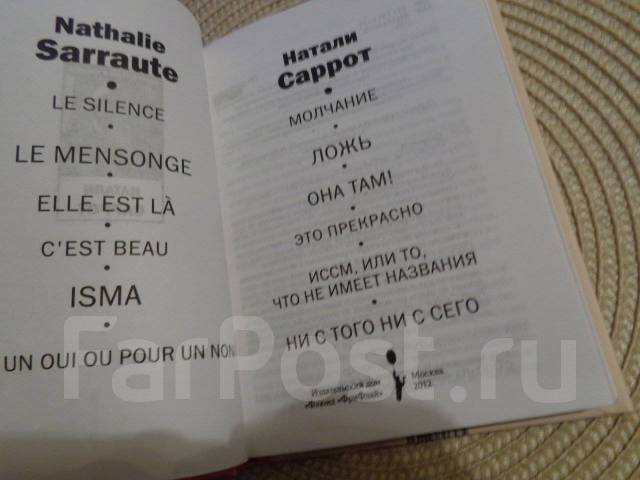 Nathalie
Sarraute
LE SILENCE
LE MENSONGE
ELLE EST LÀ
C'EST BEAU
ISMA
UN OUI OU POUR UN NON
Натали
Саррот
МОЛЧАНИЕ
ЛОЖЬ
ОНА ТАМ!
ЭТО ПРЕКРАСНО
ИССМ, ИЛИ ТО,
ЧТО НЕ ИМЕЕТ НАЗВАНИЯ
НИ С ТОГО НИ С СЕГО
Издательский дом
Москва
2012
FarPost.ru